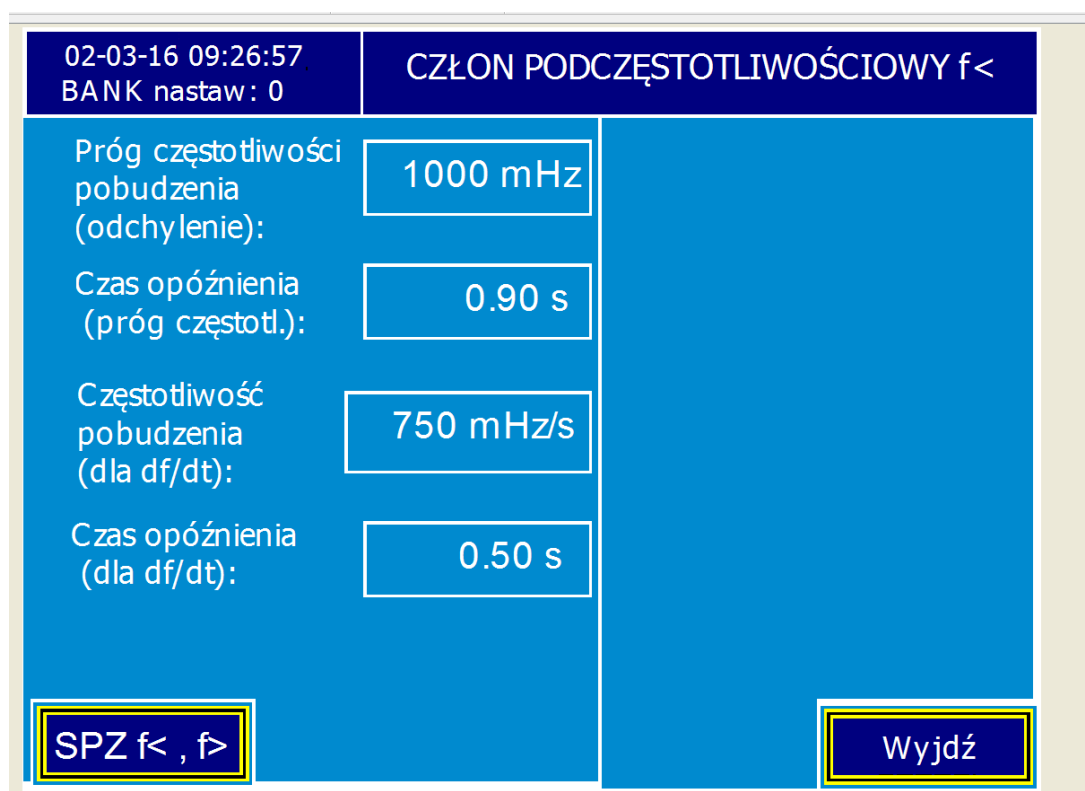 02-03-16 09:26:57
BANK nastaw: 0
CZŁON PODCZĘSTOTLIWOŚCIOWY f<
Próg częstotliwości
pobudzenia
(odchylenie):
1000 mHz
Czas opóźnienia
(próg częstotl.):
0.90 s
Częstotliwość
pobudzenia
(dla df/dt):
750 mHz/s
Czas opóźnienia
(dla df/dt):
0.50 s
SPZ f< , f>
Wyjdź